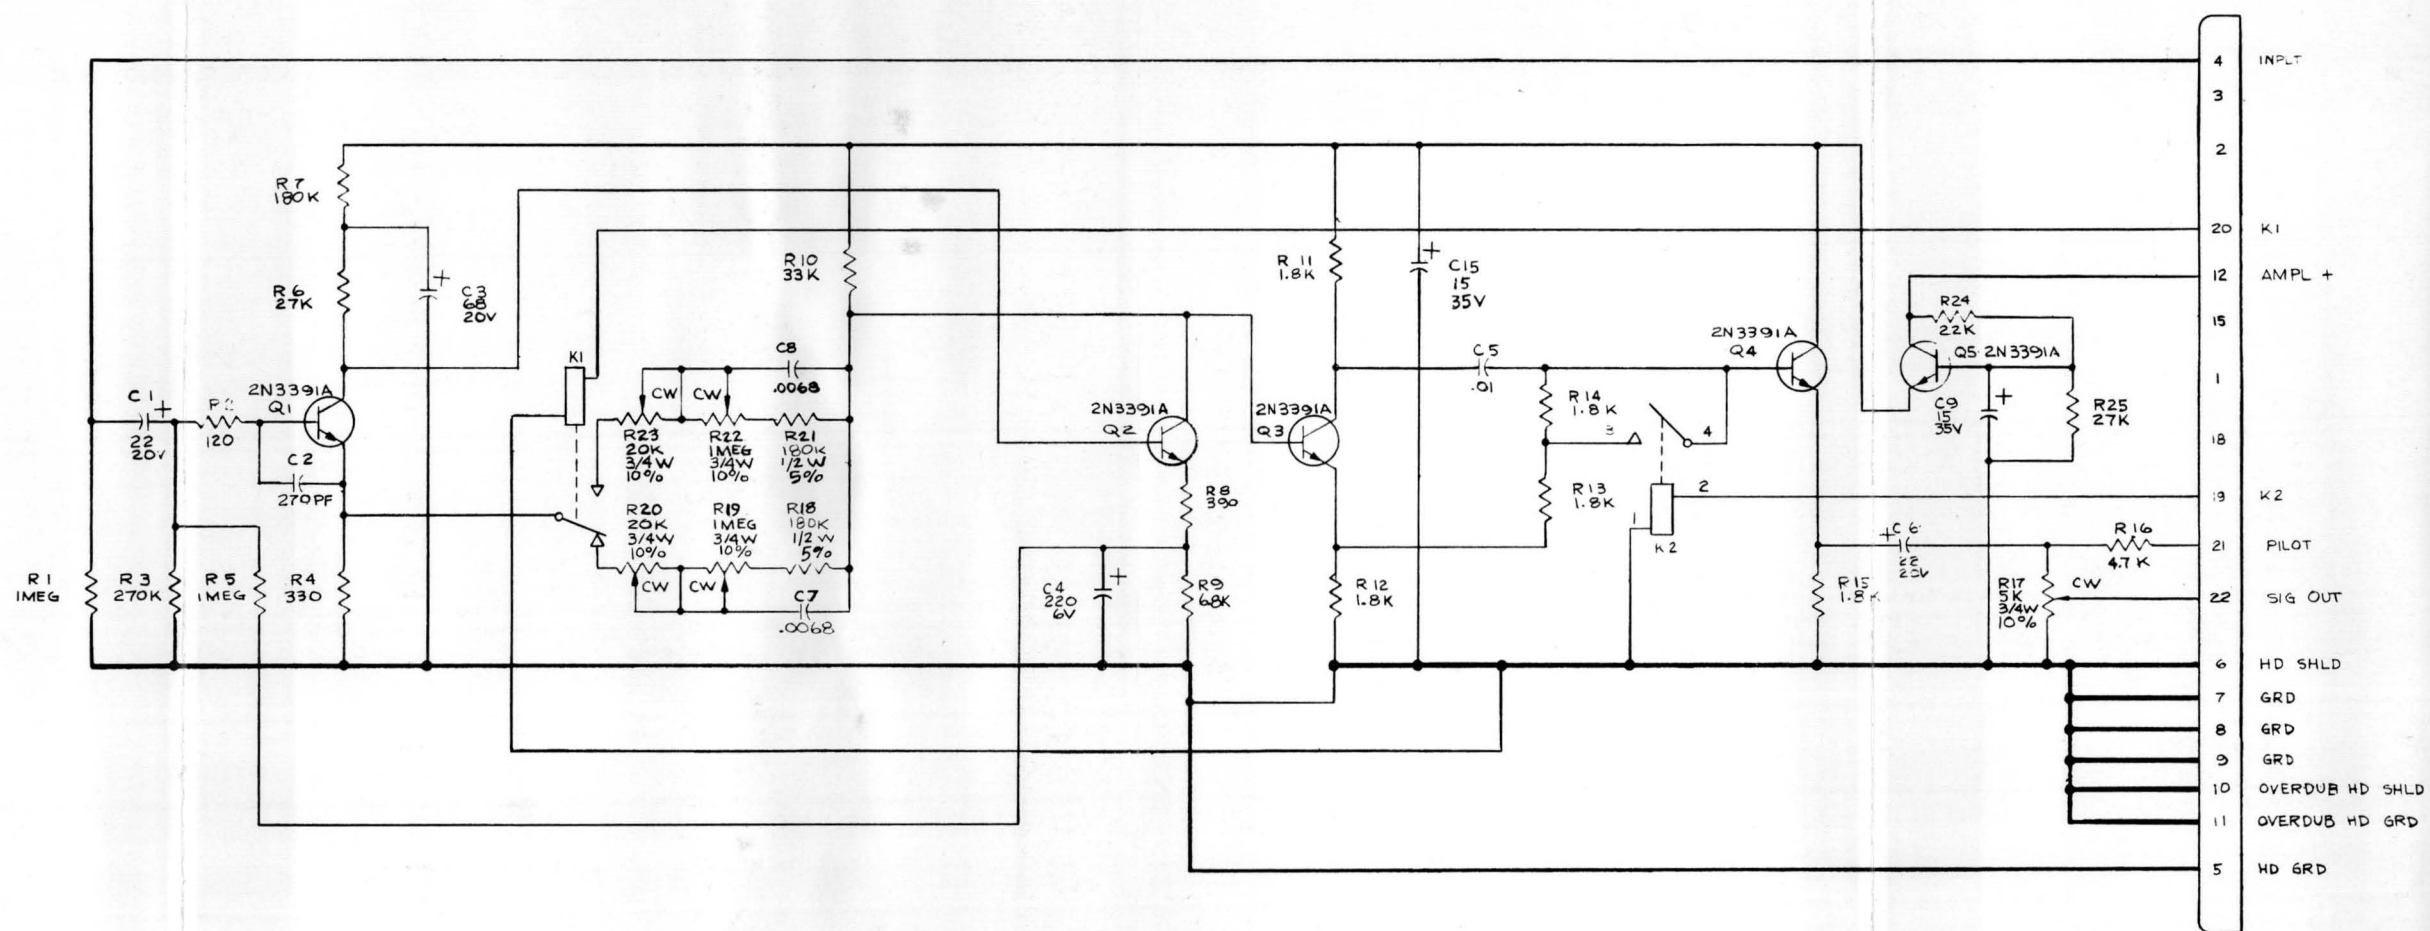 4 INPLT
3
2
R7
180K
20 K1
R6
27K
C3
68
20V
+
R10
33K
R11
1.8K
+
C15
15
35V
12 AMPL +
R24
22K
15
C8
.0068
K1
CW
CW
2N3391A
Q4
Q5 2N3391A
1
C1
+
22
20V
120
2N3391A
Q1
C2
270PF
R23
20K
3/4W
10%
R22
1MEG
3/4W
10%
R21
180K
1/2W
5%
2N3391A
Q2
2N3391A
Q3
C5
.01
R14
1.8K
3
4
C9
15
35V
+
R25
27K
18
R20
20K
3/4W
10%
R19
1MEG
3/4W
10%
R18
180K
1/2W
5%
R8
390
R13
1.8K
2
1
K2
19 K2
+
C6
22
R16
4.7K
21 PILOT
R1
1MEG
R3
270K
R5
1MEG
R4
330
CW
CW
C7
.0068
C4
220
6V
+
R9
68K
R12
1.8K
R15
1.8K
R17
5K
3/4W
10%
CW
22 SIG OUT
6 HD SHLD
7 GRD
8 GRD
9 GRD
10 OVERDUB HD SHLD
11 OVERDUB HD GRD
5 HD GRD